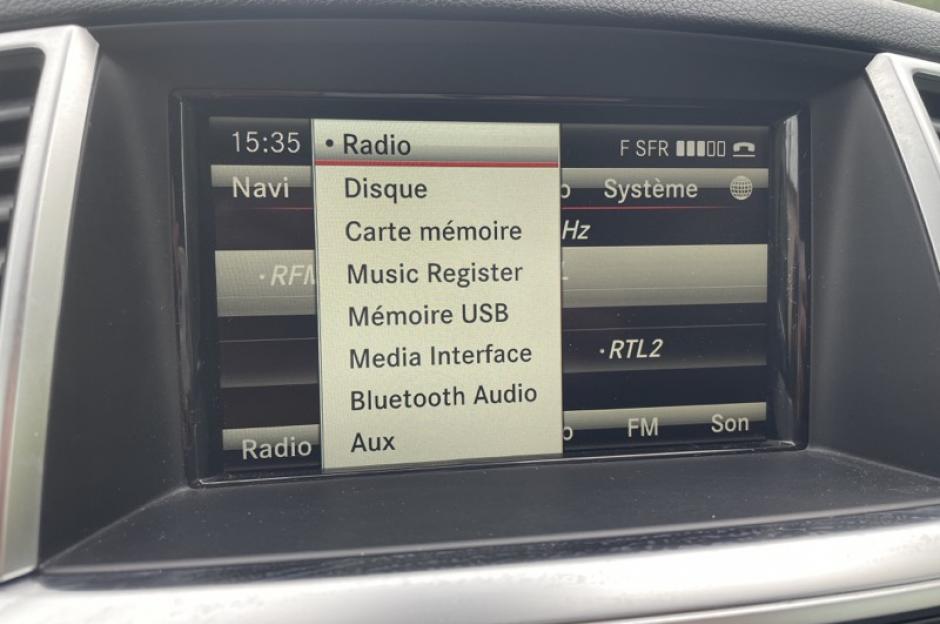 15:35
F SFR
Navi
Système
• Radio
Disque
Carte mémoire
Music Register
Mémoire USB
Media Interface
Bluetooth Audio
Aux
Hz
•RTL2
Radio
FM
Son